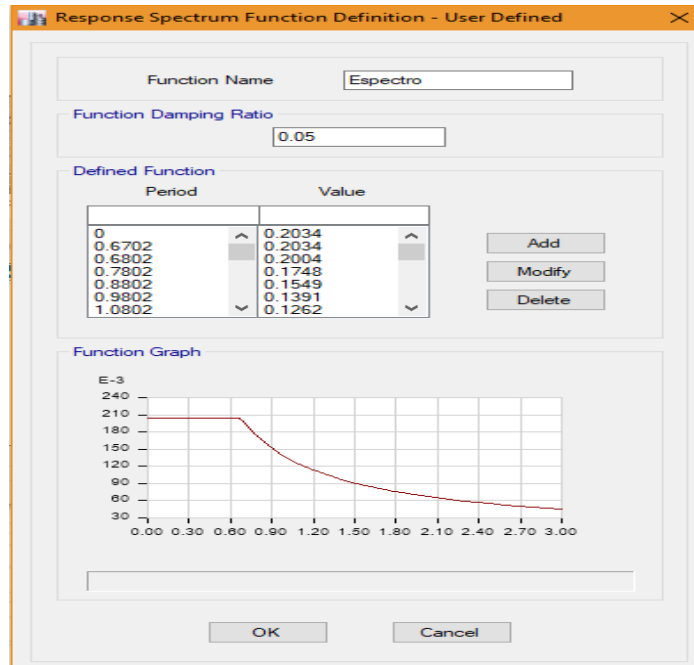 Response Spectrum Function Definition - User Defined
Function Name Espectro
Function Damping Ratio
0.05
Defined Function
Period Value
0 0.2034
0.6702 0.2034
0.6802 0.2004
0.7802 0.1748
0.8802 0.1549
0.9802 0.1391
1.0802 0.1262
Add
Modify
Delete
Function Graph
E-3
240
210
180
150
120
90
60
30
0.00 0.30 0.60 0.90 1.20 1.50 1.80 2.10 2.40 2.70 3.00
OK Cancel